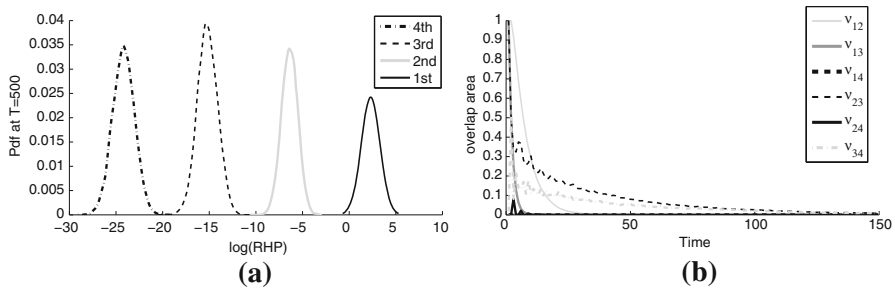 0.04
0.035
0.03
0.025
0.02
0.015
0.01
0.005
0
Pdf at T=500
−30 −25 −20 −15 −10 −5 0 5 10
log(RHP)
4th
3rd
2nd
1st
(a)
1
0.9
0.8
0.7
0.6
0.5
0.4
0.3
0.2
0.1
0
overlap area
0 50 100 150
Time
ν12
ν13
ν14
ν23
ν24
ν34
(b)